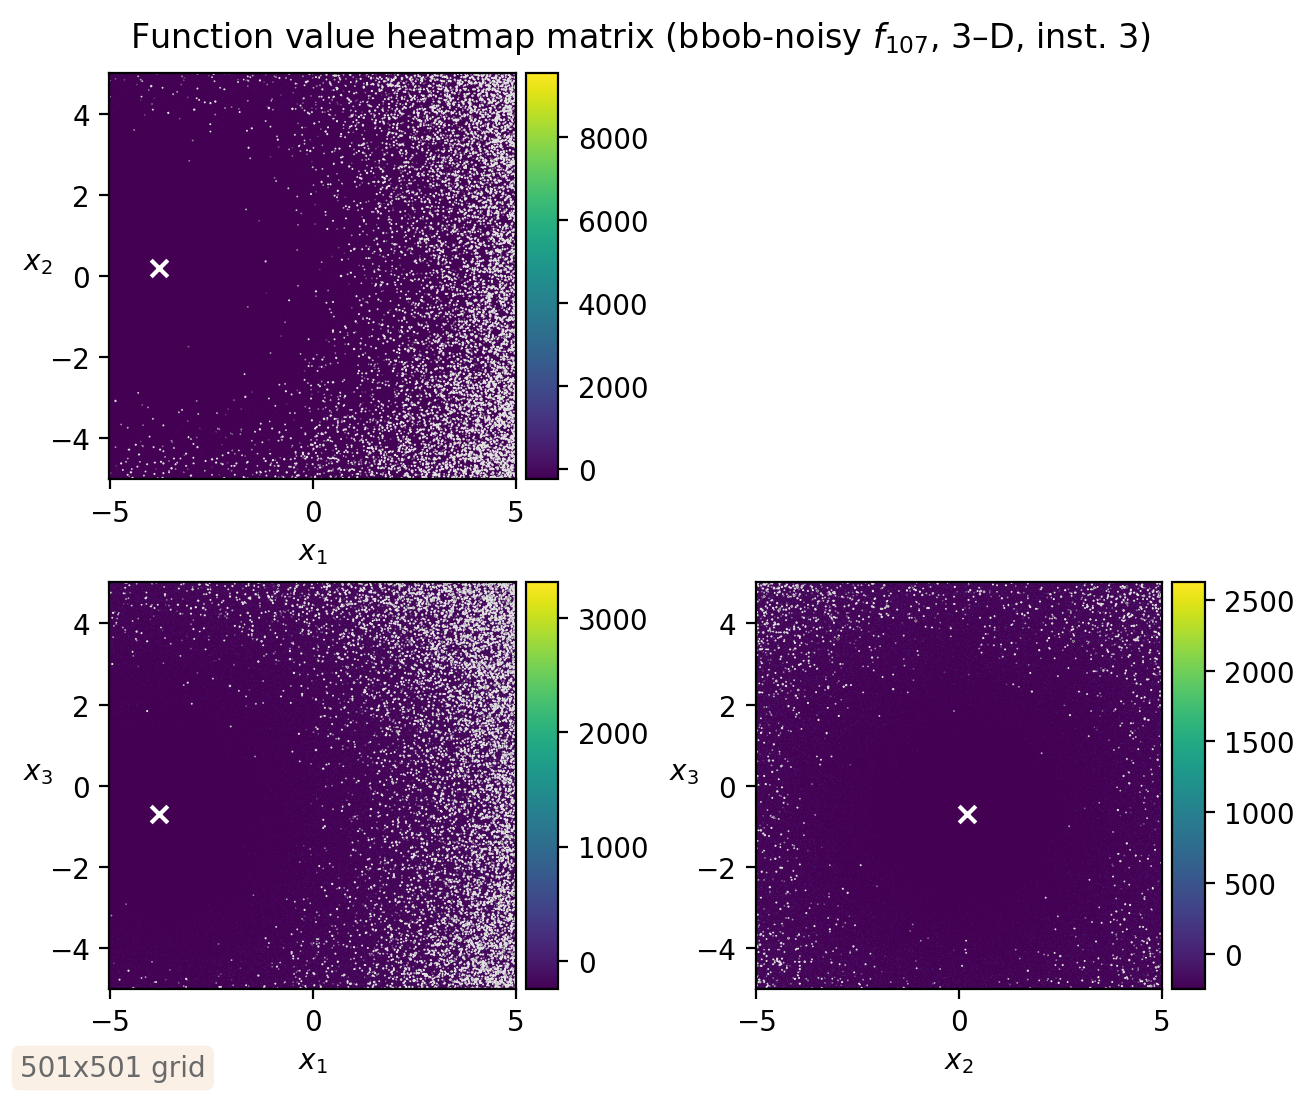 Function value heatmap matrix (bbob-noisy f₁₀₇, 3–D, inst. 3)
4
2
0
−2
−4
x₂
−5 0 5
x₁
8000
6000
4000
2000
0
4
2
0
−2
−4
x₃
−5 0 5
x₁
3000
2000
1000
0
4
2
0
−2
−4
x₃
−5 0 5
x₂
2500
2000
1500
1000
500
0
501x501 grid